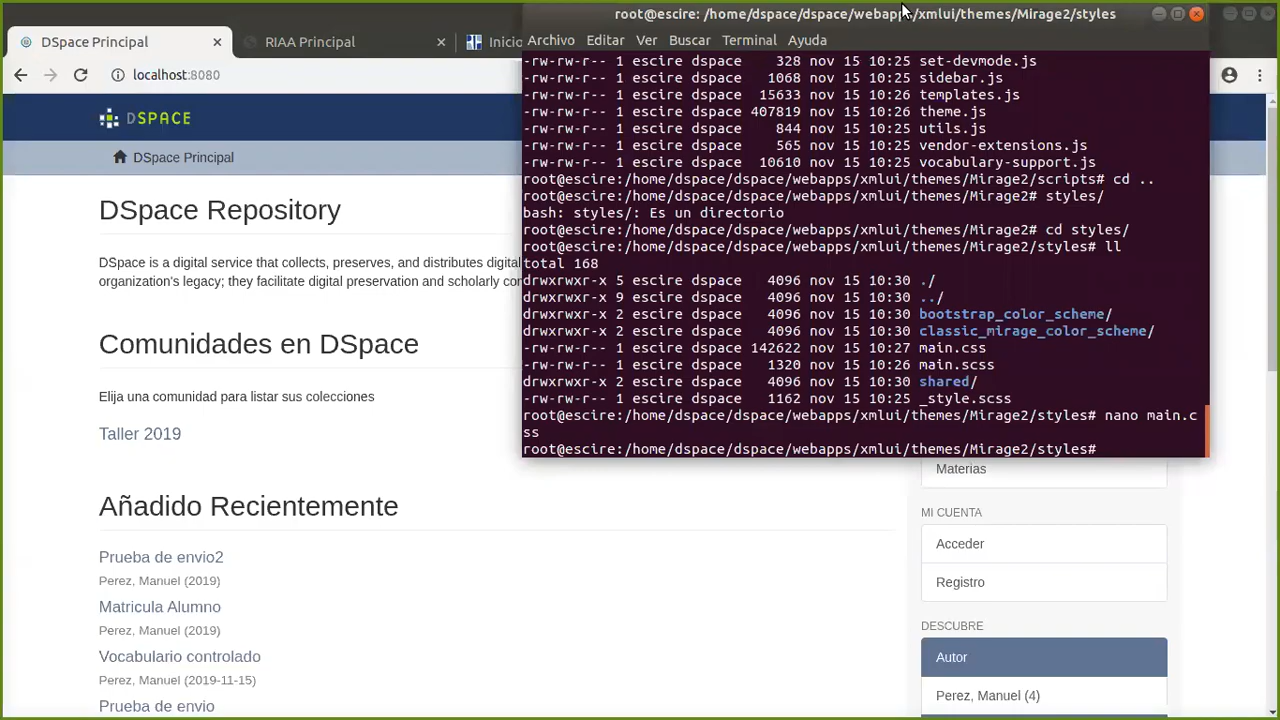 root@escire: /home/dspace/dspace/webapps/xmlui/themes/Mirage2/styles
Archivo Editar Ver Buscar Terminal Ayuda
DSpace Principal
RIAA Principal
Inicio
localhost:8080
DSPACE
DSpace Principal
DSpace Repository
DSpace is a digital service that collects, preserves, and distributes digital
organization's legacy; they facilitate digital preservation and scholarly
Comunidades en DSpace
Elija una comunidad para listar sus colecciones
Taller 2019
Añadido Recientemente
Prueba de envio2
Perez, Manuel (2019)
Matricula Alumno
Perez, Manuel (2019)
Vocabulario controlado
Perez, Manuel (2019-11-15)
Prueba de envio
-rw-rw-r-- 1 escire dspace    328 nov 15 10:25 set-devmode.js
-rw-rw-r-- 1 escire dspace   1068 nov 15 10:25 sidebar.js
-rw-rw-r-- 1 escire dspace  15633 nov 15 10:26 templates.js
-rw-rw-r-- 1 escire dspace 407819 nov 15 10:26 theme.js
-rw-rw-r-- 1 escire dspace    844 nov 15 10:25 utils.js
-rw-rw-r-- 1 escire dspace    565 nov 15 10:25 vendor-extensions.js
-rw-rw-r-- 1 escire dspace  10610 nov 15 10:25 vocabulary-support.js
root@escire:/home/dspace/dspace/webapps/xmlui/themes/Mirage2/scripts# cd ..
root@escire:/home/dspace/dspace/webapps/xmlui/themes/Mirage2# styles/
bash: styles/: Es un directorio
root@escire:/home/dspace/dspace/webapps/xmlui/themes/Mirage2# cd styles/
root@escire:/home/dspace/dspace/webapps/xmlui/themes/Mirage2/styles# ll
total 168
drwxrwxr-x 5 escire dspace   4096 nov 15 10:30 ./
drwxrwxr-x 9 escire dspace   4096 nov 15 10:30 ../
drwxrwxr-x 2 escire dspace   4096 nov 15 10:30 bootstrap_color_scheme/
drwxrwxr-x 2 escire dspace   4096 nov 15 10:30 classic_mirage_color_scheme/
-rw-rw-r-- 1 escire dspace 142622 nov 15 10:27 main.css
-rw-rw-r-- 1 escire dspace   1320 nov 15 10:26 main.scss
drwxrwxr-x 2 escire dspace   4096 nov 15 10:30 shared/
-rw-rw-r-- 1 escire dspace   1162 nov 15 10:25 _style.scss
root@escire:/home/dspace/dspace/webapps/xmlui/themes/Mirage2/styles# nano main.c
ss
root@escire:/home/dspace/dspace/webapps/xmlui/themes/Mirage2/styles#
Materias
MI CUENTA
Acceder
Registro
DESCUBRE
Autor
Perez, Manuel (4)